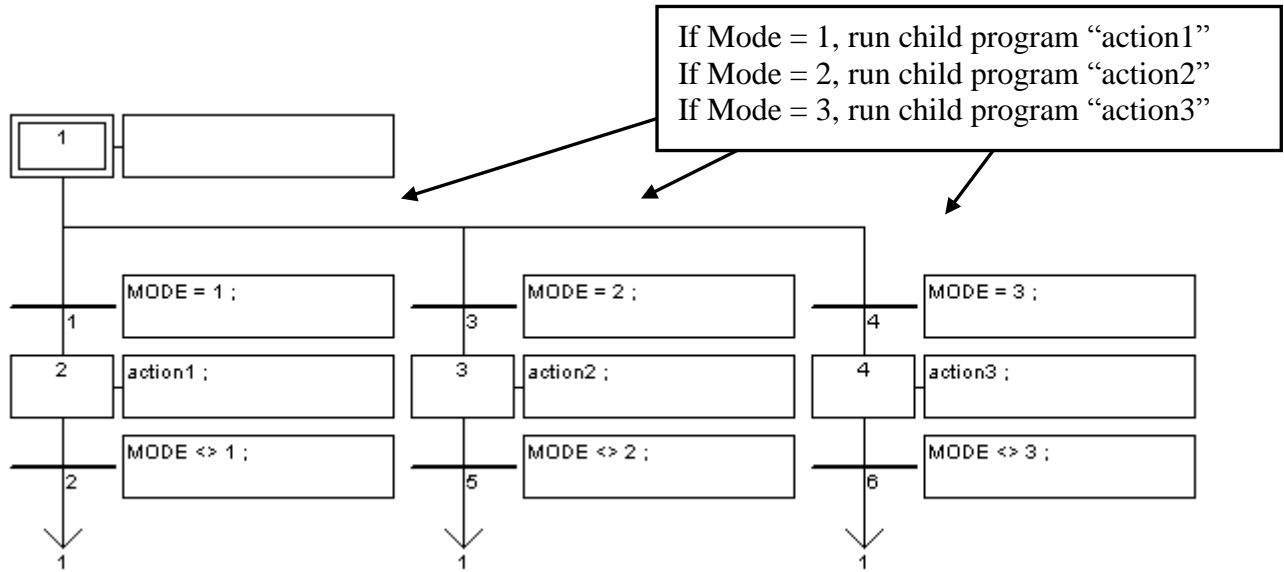 If Mode = 1, run child program “action1”
If Mode = 2, run child program “action2”
If Mode = 3, run child program “action3”
1
MODE = 1 ;
1
MODE = 2 ;
3
MODE = 3 ;
4
2
action1 ;
3
action2 ;
4
action3 ;
MODE <> 1 ;
2
MODE <> 2 ;
5
MODE <> 3 ;
6
1
1
1